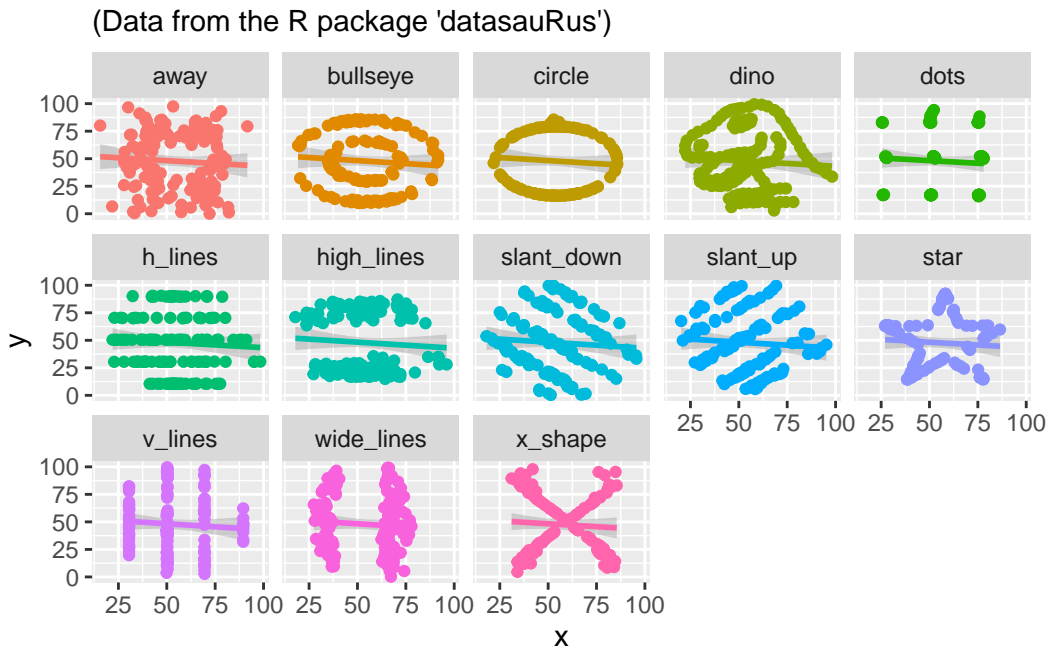 (Data from the R package 'datasauRus')
away bullseye circle dino dots
100
75
50
25
0
h_lines high_lines slant_down slant_up star
y
100
75
50
25
0
25 50 75 100 25 50 75 100
v_lines wide_lines x_shape
100
75
50
25
0
25 50 75 100 25 50 75 100 25 50 75 100
x